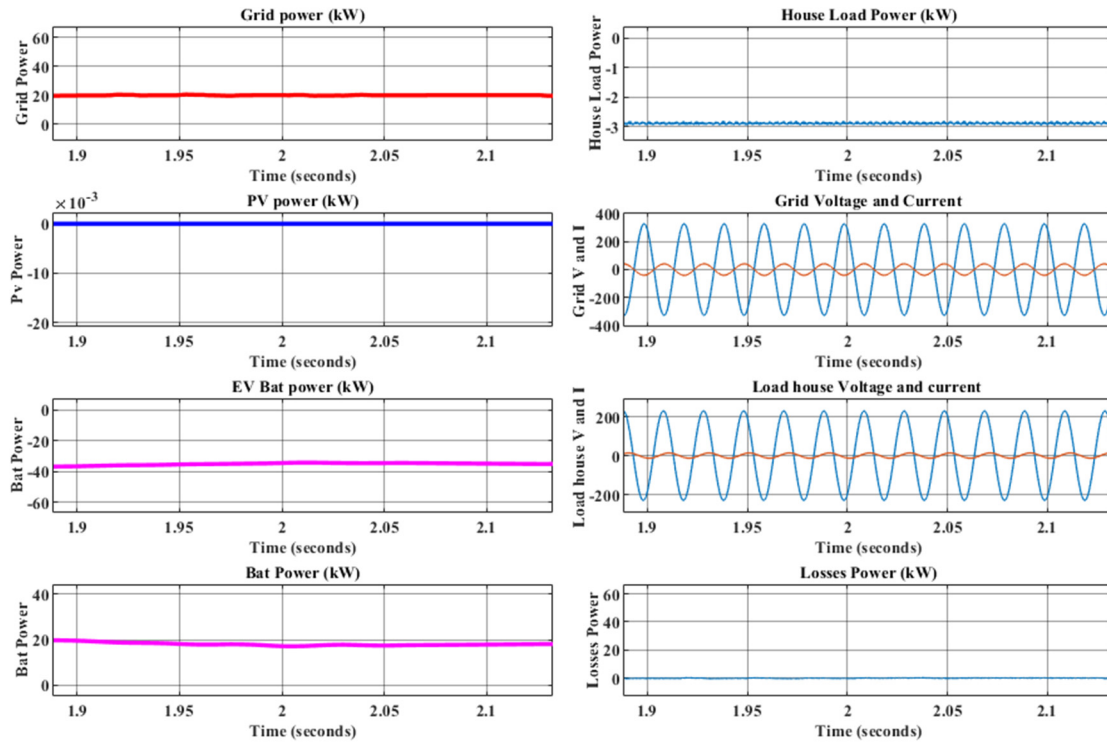 Grid power (kW)
60
40
20
0
Grid Power
1.9 1.95 2 2.05 2.1
Time (seconds)
House Load Power (kW)
0
-1
-2
-3
House Load Power
1.9 1.95 2 2.05 2.1
Time (seconds)
×10⁻³
PV power (kW)
0
-10
-20
Pv Power
1.9 1.95 2 2.05 2.1
Time (seconds)
Grid Voltage and Current
400
200
0
-200
-400
Grid V and I
1.9 1.95 2 2.05 2.1
Time (seconds)
EV Bat power (kW)
0
-20
-40
-60
Bat Power
1.9 1.95 2 2.05 2.1
Time (seconds)
Load house Voltage and current
200
0
-200
Load house V and I
1.9 1.95 2 2.05 2.1
Time (seconds)
Bat Power (kW)
40
20
0
Bat Power
1.9 1.95 2 2.05 2.1
Time (seconds)
Losses Power (kW)
60
40
20
0
Losses Power
1.9 1.95 2 2.05 2.1
Time (seconds)